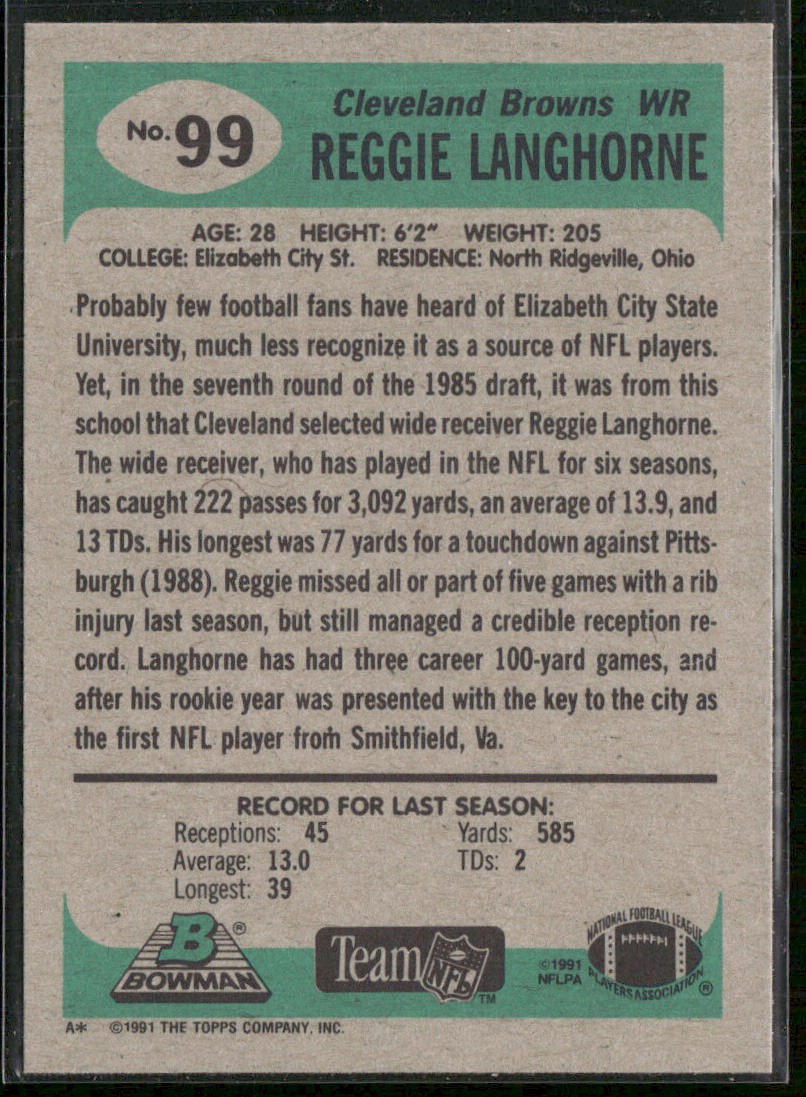 No. 99
Cleveland Browns WR
REGGIE LANGHORNE
AGE: 28 HEIGHT: 6'2" WEIGHT: 205
COLLEGE: Elizabeth City St. RESIDENCE: North Ridgeville, Ohio
Probably few football fans have heard of Elizabeth City State
University, much less recognize it as a source of NFL players.
Yet, in the seventh round of the 1985 draft, it was from this
school that Cleveland selected wide receiver Reggie Langhorne.
The wide receiver, who has played in the NFL for six seasons,
has caught 222 passes for 3,092 yards, an average of 13.9, and
13 TDs. His longest was 77 yards for a touchdown against Pitts-
burgh (1988). Reggie missed all or part of five games with a rib
injury last season, but still managed a credible reception re-
cord. Langhorne has had three career 100-yard games, and
after his rookie year was presented with the key to the city as
the first NFL player from Smithfield, Va.
RECORD FOR LAST SEASON:
Receptions: 45 Yards: 585
Average: 13.0 TDs: 2
Longest: 39
B®
BOWMAN
Team NFL™
©1991
NFLPA
NATIONAL FOOTBALL LEAGUE
PLAYERS ASSOCIATION®
A* ©1991 THE TOPPS COMPANY, INC.